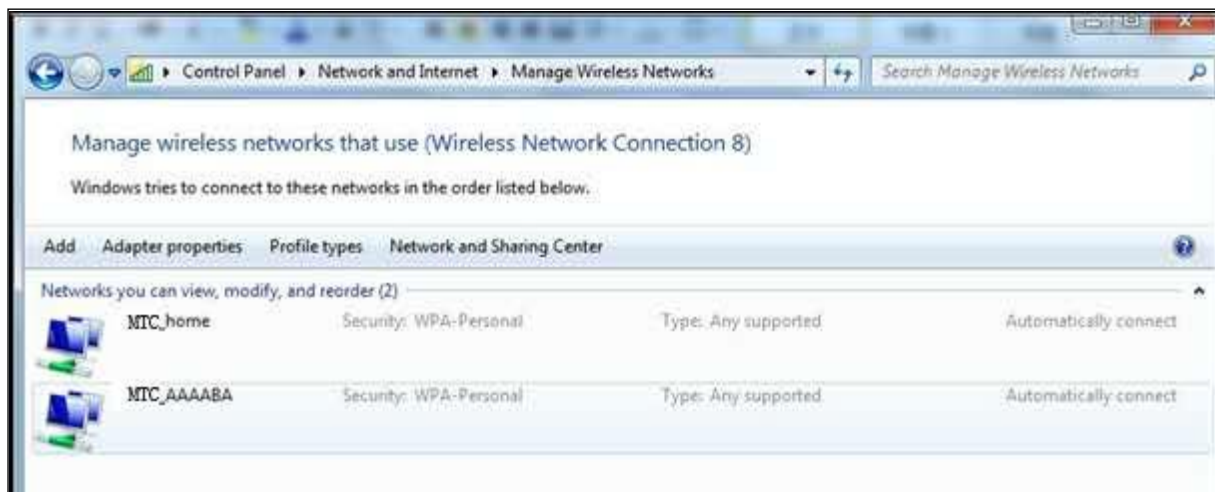 Control Panel ▸ Network and Internet ▸ Manage Wireless Networks Search Manage Wireless Networks
Manage wireless networks that use (Wireless Network Connection 8)
Windows tries to connect to these networks in the order listed below.
Add Adapter properties Profile types Network and Sharing Center
Networks you can view, modify, and reorder (2)
MTC_home Security: WPA-Personal Type: Any supported Automatically connect
MTC_AAAABA Security: WPA-Personal Type: Any supported Automatically connect